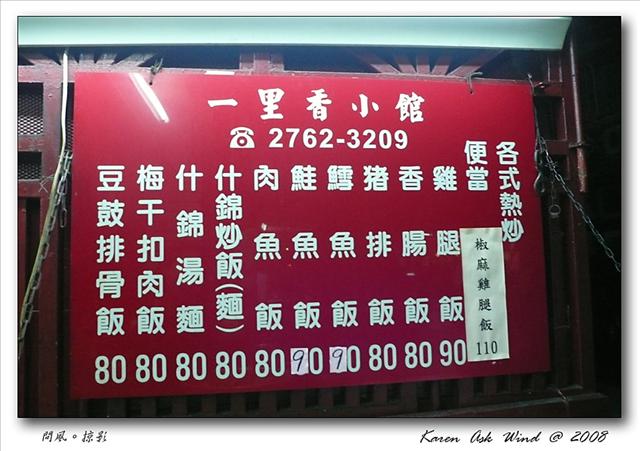 一里香小館
☎ 2762-3209
各式熱炒
便當
椒麻雞腿飯 110
雞腿飯 90
香腸飯 80
猪排飯 80
鱈魚飯 90
鮭魚飯 90
肉魚飯 80
什錦炒飯(麵) 80
什錦湯麵 80
梅干扣肉飯 80
豆鼓排骨飯 80
問風。掠影
Karen Ask Wind @ 2008